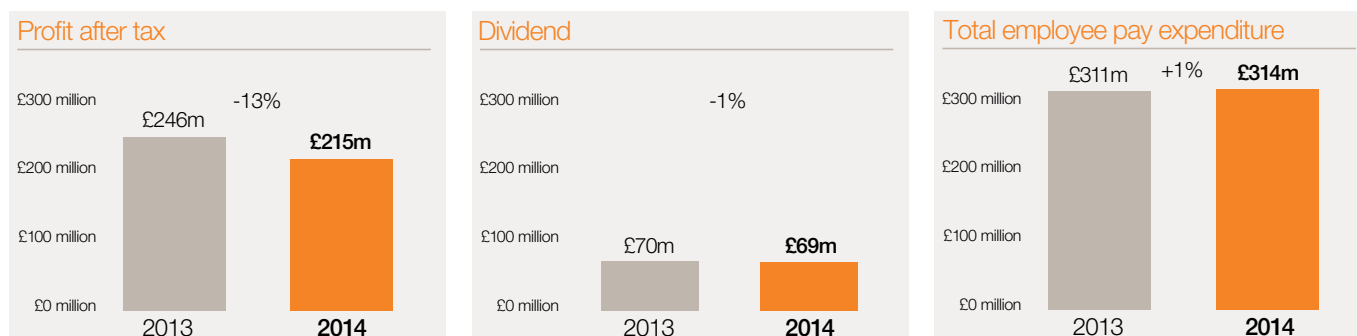 Profit after tax
£300 million
-13%
£246m
£215m
£200 million
£100 million
£0 million
2013
2014
Dividend
£300 million
-1%
£200 million
£100 million
£70m
£69m
£0 million
2013
2014
Total employee pay expenditure
£311m
+1%
£314m
£300 million
£200 million
£100 million
£0 million
2013
2014